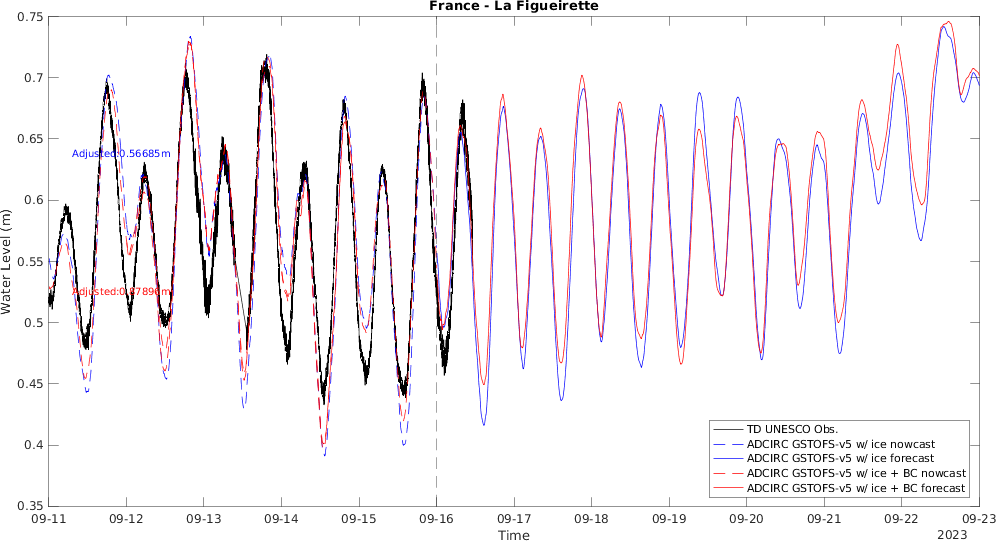 France - La Figueirette
0.75
0.7
0.65
0.6
0.55
0.5
0.45
0.4
0.35
Water Level (m)
Adjusted:0.56685m
09-11
09-12
09-13
09-14
09-15
09-16
09-17
09-18
09-19
09-20
09-21
09-22
09-23
Time
2023
TD UNESCO Obs.
ADCIRC GSTOFS-v5 w/ ice nowcast
ADCIRC GSTOFS-v5 w/ ice forecast
ADCIRC GSTOFS-v5 w/ ice + BC nowcast
ADCIRC GSTOFS-v5 w/ ice + BC forecast